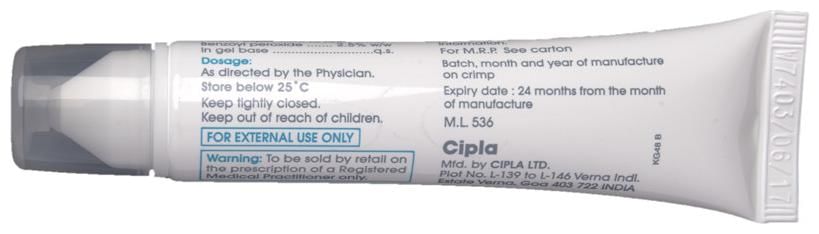 Benzoyl peroxide ....... 2.5% w/w
In gel base ..........................q.s.
Dosage:
As directed by the Physician.
Store below 25°C
Keep tightly closed.
Keep out of reach of children.
FOR EXTERNAL USE ONLY
Warning: To be sold by retail on
the prescription of a Registered
Medical Practitioner only.
information.
For M.R.P. See carton
Batch, month and year of manufacture
on crimp
Expiry date : 24 months from the month
of manufacture
M.L. 536
Cipla
Mfd. by CIPLA LTD.
Plot No. L-139 to L-146 Verna Indl.
Estate Verna, Goa 403 722 INDIA
KG48 B
V7403/06/17